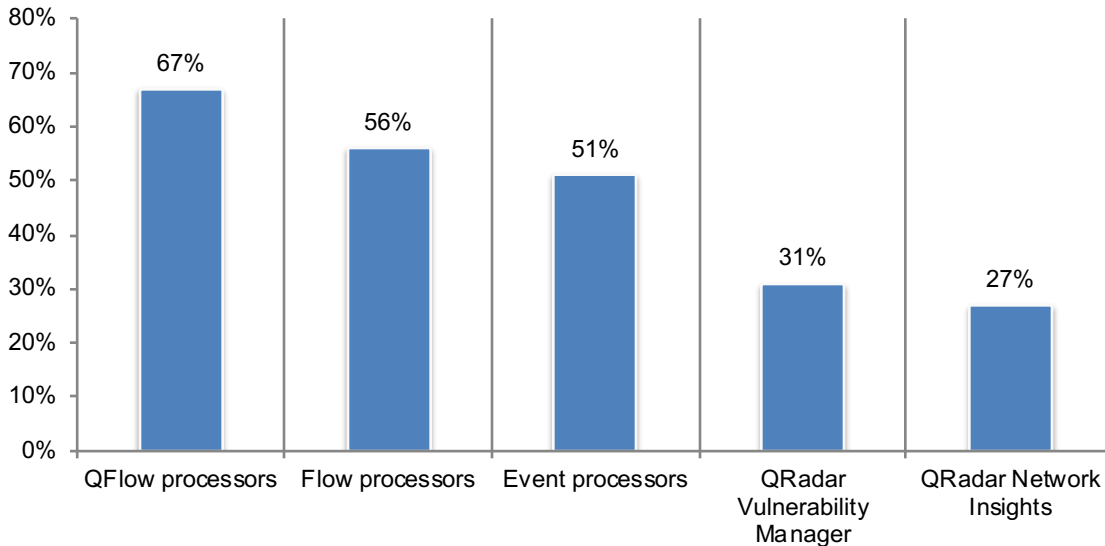 80%
70%
60%
50%
40%
30%
20%
10%
0%
67%
56%
51%
31%
27%
QFlow processors
Flow processors
Event processors
QRadar
Vulnerability
Manager
QRadar Network
Insights